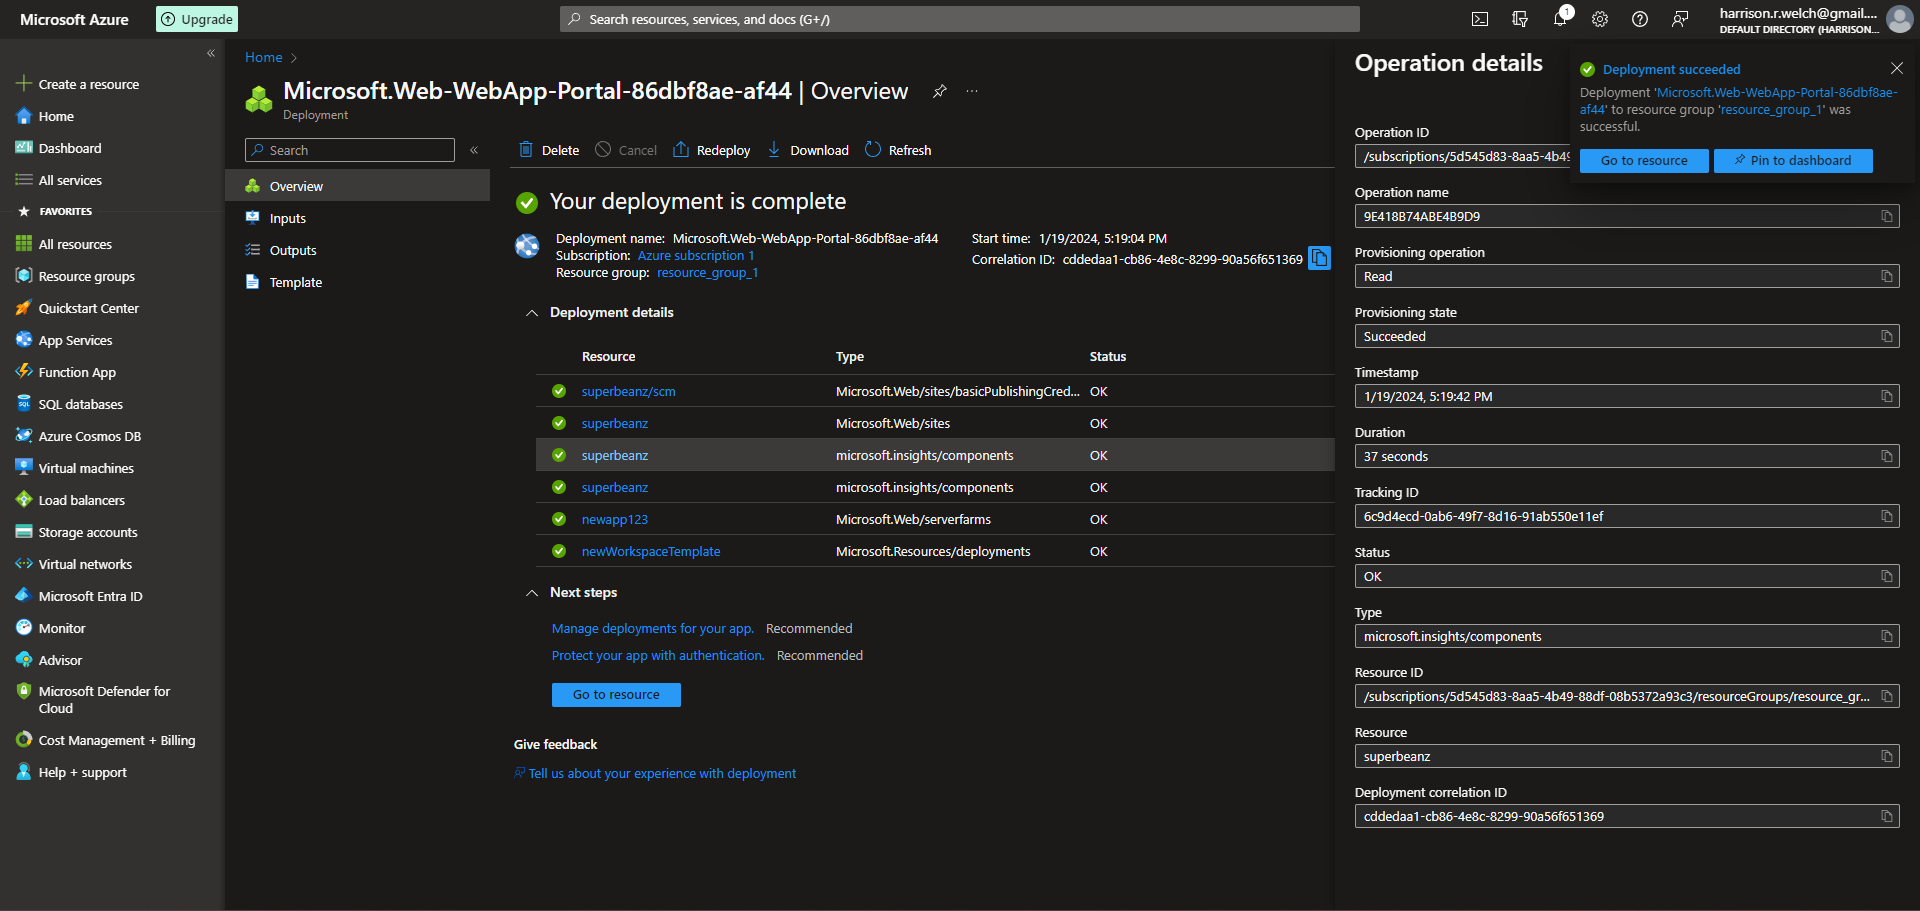 Microsoft Azure
Upgrade
Search resources, services, and docs (G+/)
1
harrison.r.welch@gmail....
DEFAULT DIRECTORY (HARRISON...
«
Create a resource
Home
Dashboard
All services
FAVORITES
All resources
Resource groups
Quickstart Center
App Services
Function App
SQL databases
Azure Cosmos DB
Virtual machines
Load balancers
Storage accounts
Virtual networks
Microsoft Entra ID
Monitor
Advisor
Microsoft Defender for
Cloud
Cost Management + Billing
Help + support
Home >
Microsoft.Web-WebApp-Portal-86dbf8ae-af44 | Overview
...
Deployment
Search
«
Overview
Inputs
Outputs
Template
Delete
Cancel
Redeploy
Download
Refresh
Your deployment is complete
Deployment name: Microsoft.Web-WebApp-Portal-86dbf8ae-af44
Subscription: Azure subscription 1
Resource group: resource_group_1
Start time: 1/19/2024, 5:19:04 PM
Correlation ID: cddedaa1-cb86-4e8c-8299-90a56f651369
Deployment details
Resource Type Status
superbeanz/scm Microsoft.Web/sites/basicPublishingCred... OK
superbeanz Microsoft.Web/sites OK
superbeanz microsoft.insights/components OK
superbeanz microsoft.insights/components OK
newapp123 Microsoft.Web/serverfarms OK
newWorkspaceTemplate Microsoft.Resources/deployments OK
Next steps
Manage deployments for your app. Recommended
Protect your app with authentication. Recommended
Go to resource
Give feedback
Tell us about your experience with deployment
Operation details
Deployment succeeded
Deployment 'Microsoft.Web-WebApp-Portal-86dbf8ae-
af44' to resource group 'resource_group_1' was
successful.
Go to resource
Pin to dashboard
Operation ID
/subscriptions/5d545d83-8aa5-4b49
Operation name
9E418B74ABE4B9D9
Provisioning operation
Read
Provisioning state
Succeeded
Timestamp
1/19/2024, 5:19:42 PM
Duration
37 seconds
Tracking ID
6c9d4ecd-0ab6-49f7-8d16-91ab550e11ef
Status
OK
Type
microsoft.insights/components
Resource ID
/subscriptions/5d545d83-8aa5-4b49-88df-08b5372a93c3/resourceGroups/resource_gr...
Resource
superbeanz
Deployment correlation ID
cddedaa1-cb86-4e8c-8299-90a56f651369